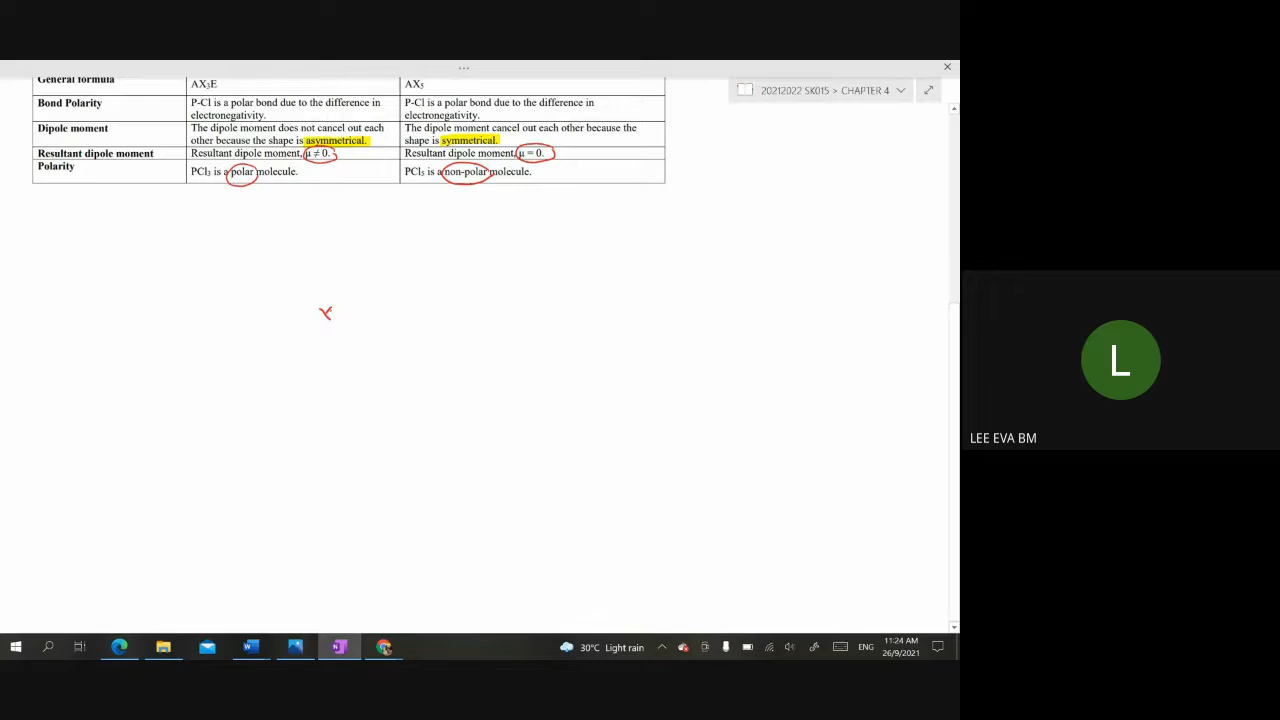 General formula AX₃E AX₅
20212022 SK015 > CHAPTER 4
Bond Polarity P-Cl is a polar bond due to the difference in P-Cl is a polar bond due to the difference in
electronegativity. electronegativity.
Dipole moment The dipole moment does not cancel out each The dipole moment cancel out each other because the
other because the shape is asymmetrical. shape is symmetrical.
Resultant dipole moment Resultant dipole moment, μ ≠ 0. Resultant dipole moment, μ = 0.
Polarity PCl₃ is a polar molecule. PCl₅ is a non-polar molecule.
L
LEE EVA BM
30°C Light rain ENG 11:24 AM
26/9/2021